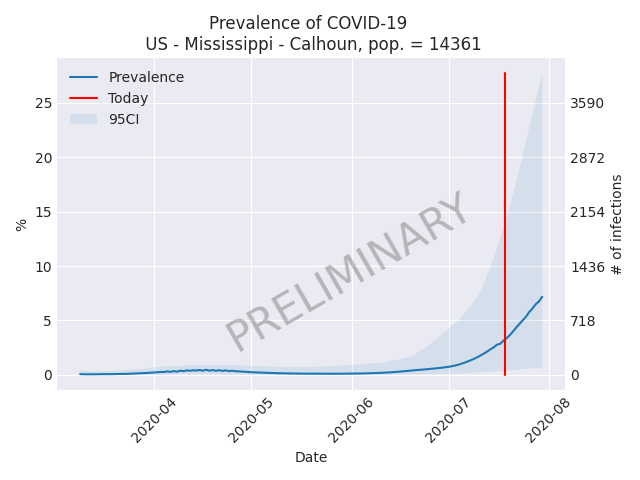 Prevalence of COVID-19
US - Mississippi - Calhoun, pop. = 14361
Prevalence
Today
95CI
%
25
20
15
10
5
0
3590
2872
2154
1436
718
0
# of infections
PRELIMINARY
2020-04
2020-05
2020-06
2020-07
2020-08
Date